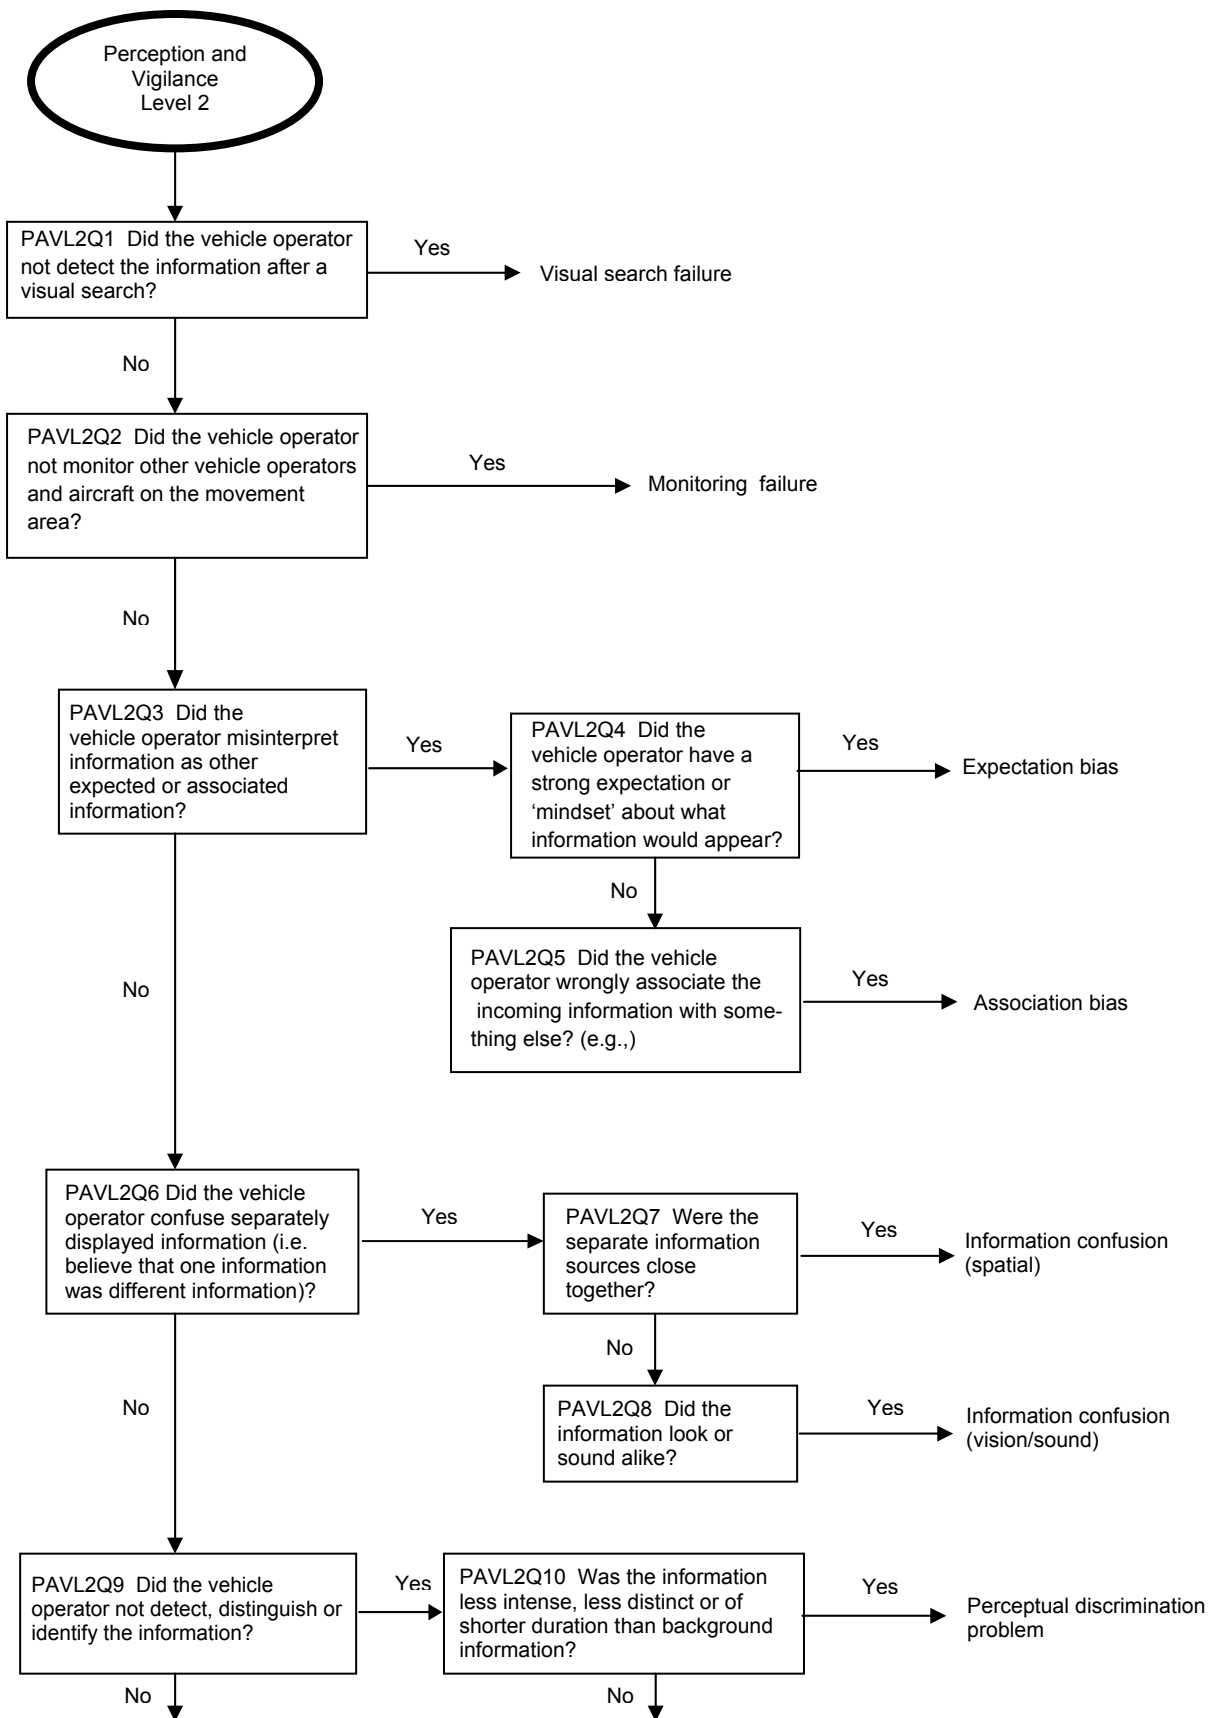 Perception and
Vigilance
Level 2
PAVL2Q1 Did the vehicle operator
not detect the information after a
visual search?
Yes
Visual search failure
No
PAVL2Q2 Did the vehicle operator
not monitor other vehicle operators
and aircraft on the movement
area?
Yes
Monitoring failure
No
PAVL2Q3 Did the
vehicle operator misinterpret
information as other
expected or associated
information?
Yes
PAVL2Q4 Did the
vehicle operator have a
strong expectation or
‘mindset’ about what
information would appear?
Yes
Expectation bias
No
PAVL2Q5 Did the vehicle
operator wrongly associate the
incoming information with some-
thing else? (e.g.,)
Yes
Association bias
No
PAVL2Q6 Did the vehicle
operator confuse separately
displayed information (i.e.
believe that one information
was different information)?
Yes
PAVL2Q7 Were the
separate information
sources close
together?
Yes
Information confusion
(spatial)
No
PAVL2Q8 Did the
information look or
sound alike?
Yes
Information confusion
(vision/sound)
No
PAVL2Q9 Did the vehicle
operator not detect, distinguish or
identify the information?
Yes
PAVL2Q10 Was the information
less intense, less distinct or of
shorter duration than background
information?
Yes
Perceptual discrimination
problem
No
No